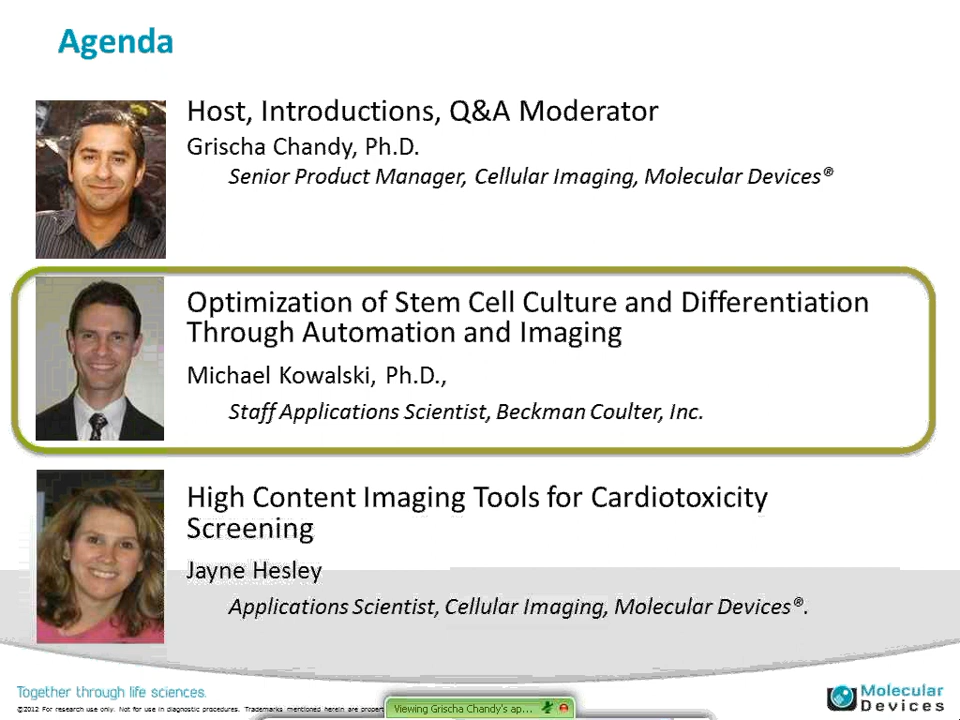 Agenda
Host, Introductions, Q&A Moderator
Grischa Chandy, Ph.D.
Senior Product Manager, Cellular Imaging, Molecular Devices®
Optimization of Stem Cell Culture and Differentiation
Through Automation and Imaging
Michael Kowalski, Ph.D.,
Staff Applications Scientist, Beckman Coulter, Inc.
High Content Imaging Tools for Cardiotoxicity
Screening
Jayne Hesley
Applications Scientist, Cellular Imaging, Molecular Devices®.
Together through life sciences.
©2012 For research use only. Not for use in diagnostic procedures. Trademarks mentioned herein are
Viewing Grischa Chandy's ap...
Molecular
Devices